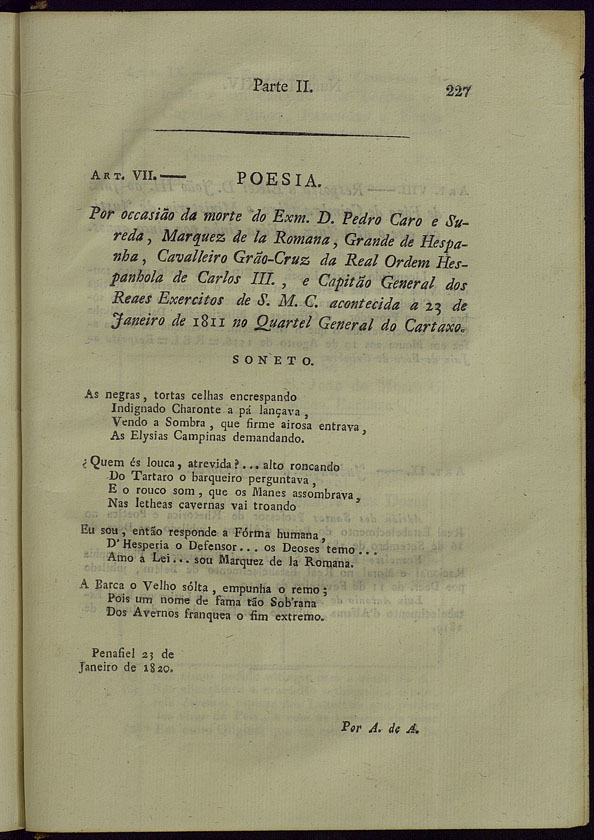 Parte II.
227
ART. VII.—
POESIA.
Por occasião da morte do Exm. D. Pedro Caro e Su-
reda, Marquez de la Romana, Grande de Hespa-
nha, Cavalleiro Grão-Cruz da Real Ordem Hes-
panhola de Carlos III., e Capitão General dos
Reaes Exercitos de S. M. C. acontecida a 23 de
Janeiro de 1811 no Quartel General do Cartaxo.
SONETO.
As negras, tortas celhas encrespando
Indignado Charonte a pá lançava,
Vendo a Sombra, que firme airosa entrava,
As Elysias Campinas demandando.
¿Quem és louca, atrevida?... alto roncando
Do Tartaro o barqueiro perguntava,
E o rouco som, que os Manes assombrava,
Nas letheas cavernas vai troando
Eu sou, então responde a Fórma humana,
D'Hesperia o Defensor... os Deoses temo...
Amo a Lei... sou Marquez de la Romana.
A Barca o Velho sólta, empunha o remo;
Pois um nome de fama tão Sob'rana
Dos Avernos franquea o fim extremo.
Penafiel 23 de
Janeiro de 1820.
Por A. de A.